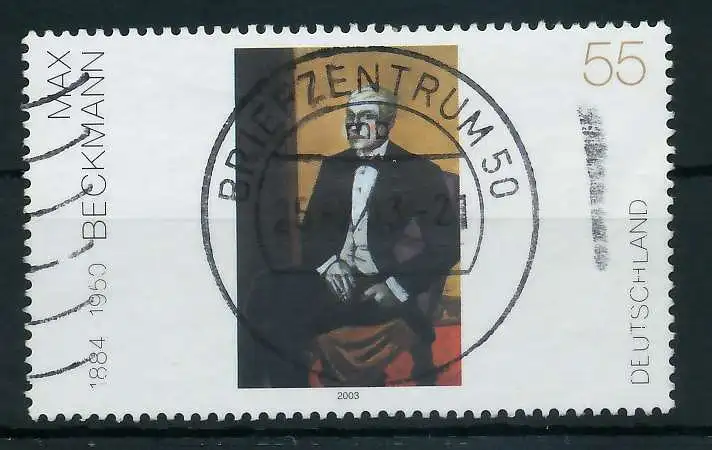 MAX
BECKMANN
1884 1950
55
DEUTSCHLAND
2003
BRIEFZENTRUM 50